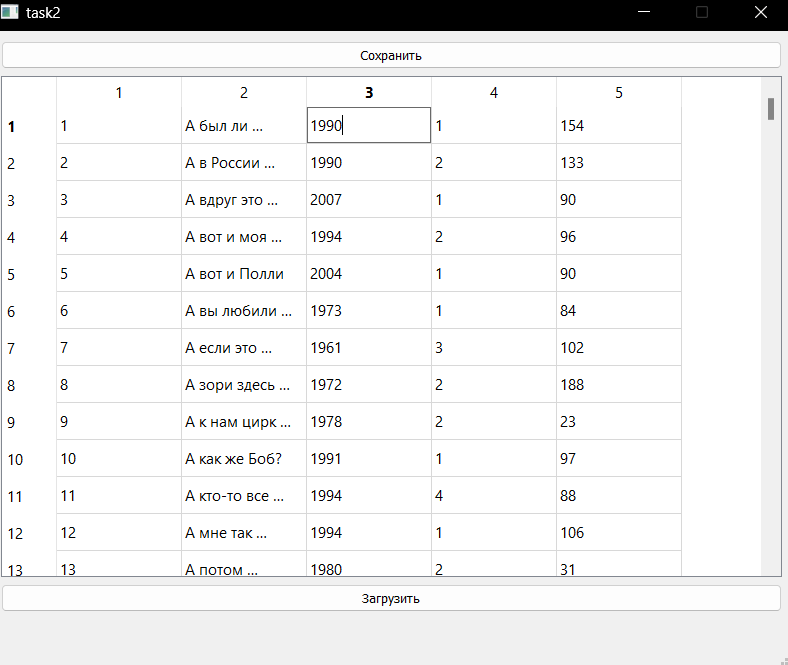 task2
Сохранить
1 2 3 4 5
1 1 А был ли ... 1990 1 154
2 2 А в России ... 1990 2 133
3 3 А вдруг это ... 2007 1 90
4 4 А вот и моя ... 1994 2 96
5 5 А вот и Полли 2004 1 90
6 6 А вы любили ... 1973 1 84
7 7 А если это ... 1961 3 102
8 8 А зори здесь ... 1972 2 188
9 9 А к нам цирк ... 1978 2 23
10 10 А как же Боб? 1991 1 97
11 11 А кто-то все ... 1994 4 88
12 12 А мне так ... 1994 1 106
13 13 А потом ... 1980 2 31
Загрузить